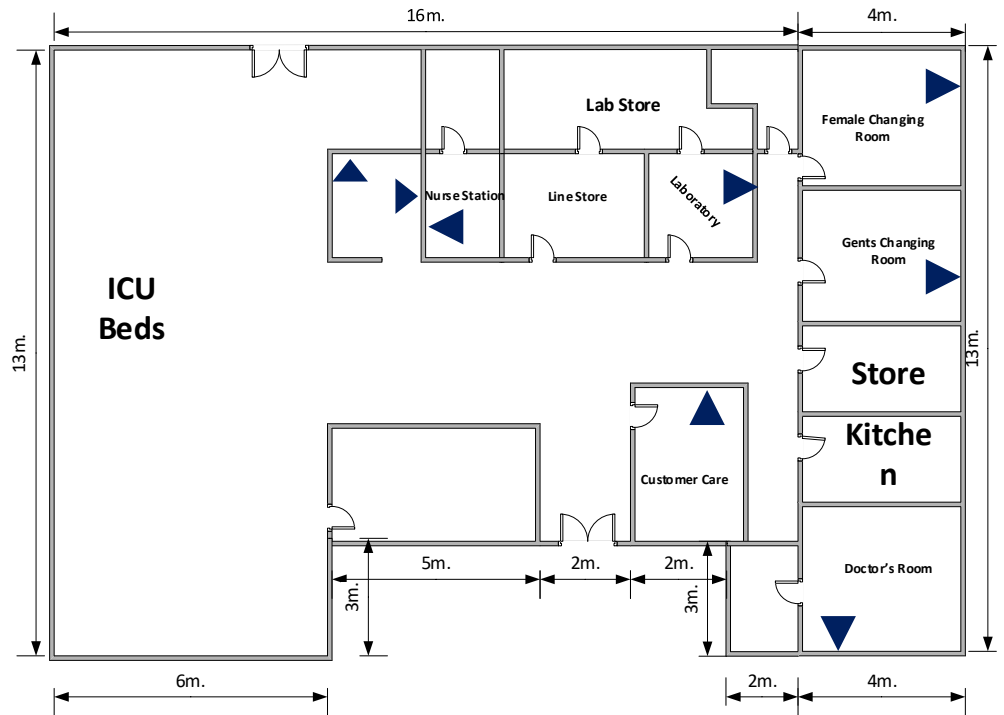 16m.
4m.
Lab Store
Female Changing
Room
Nurse Station
Line Store
Laboratory
Gents Changing
Room
ICU
Beds
13m.
13m.
Store
Kitche
n
Customer Care
Doctor's Room
5m.
2m.
2m.
3m.
3m.
6m.
2m.
4m.